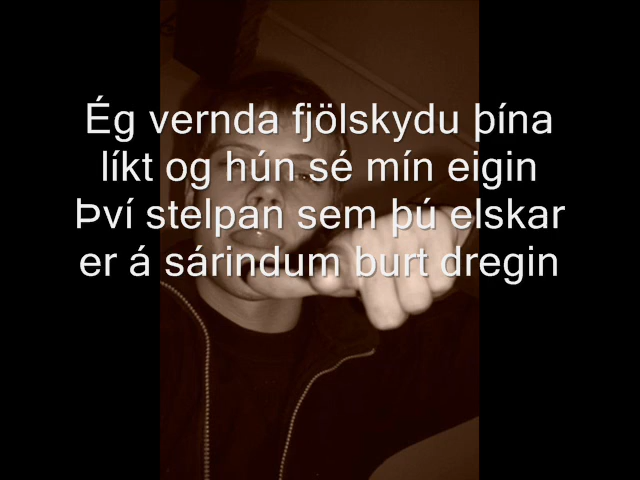 Ég vernda fjölskydu þína
líkt og hún sé mín eigin
Því stelpan sem þú elskar
er á sárindum burt dregin